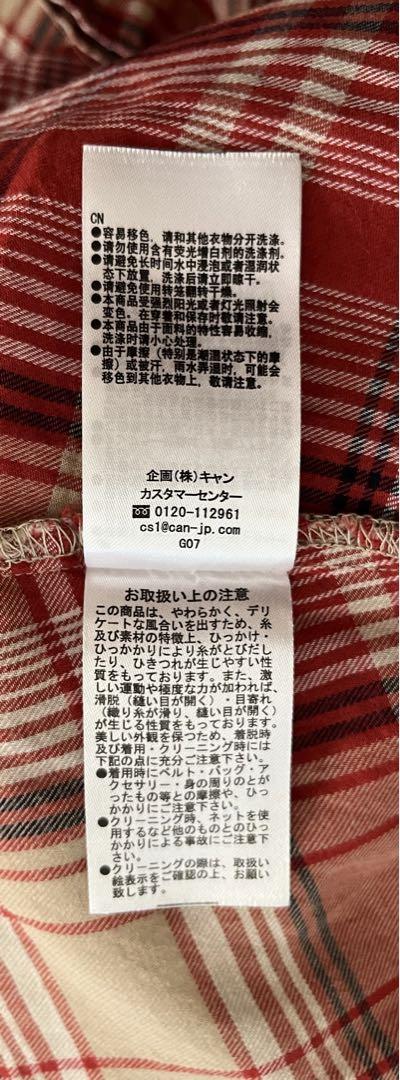 CN
●容易移色，请和其他衣物分开洗涤。
●请勿使用含有荧光增白剂的洗涤剂。
●请避免长时间水中浸泡或者湿润状
态下放置，洗涤后请立即晾干。
●请避免使用转笼翻转干燥。
●本商品受强烈阳光或者灯光照射会
变色。在穿着和保存时敬请注意。
●本商品由于面料的特性容易收缩，
洗涤时请小心处理。
●由于摩擦（特别是潮湿状态下的摩
擦）或被汗，雨水弄湿时，可能会
移色到其他衣物上，敬请注意。
企画(株)キャン
カスタマーセンター
0120-112961
cs1@can-jp.com
G07
お取扱い上の注意
この商品は、やわらかく、デリ
ケートな風合いを出すため、糸
及び素材の特徴上、ひっかけ・
ひっかかりにより糸がとびだし
たり、ひきつれが生じやすい性
質をもっております。また、激
しい運動や極度な力が加われば、
滑脱（縫い目が開く）・目寄れ
（織り糸が滑り、縫い目が開く）
が生じる性質をもっております。
美しい外観を保つため、着脱時
及び着用・クリーニング時には
下記の点に充分ご注意下さい。
●着用時にベルト・バッグ・ア
クセサリー・身の周りのとが
ったもの等との摩擦や、ひっ
かかりにご注意下さい。
●クリーニング時、ネットを使
用するなど他のものとのひっ
かかりによる事故にご注意下
さい。
●クリーニングの際は、取扱い
絵表示をご確認の上、お願い
致します。